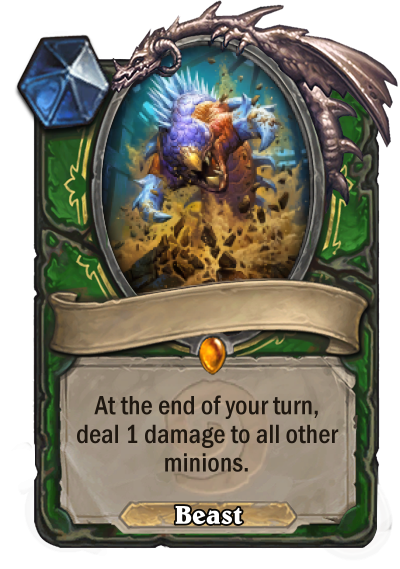 At the end of your turn,
deal 1 damage to all other
minions.
Beast